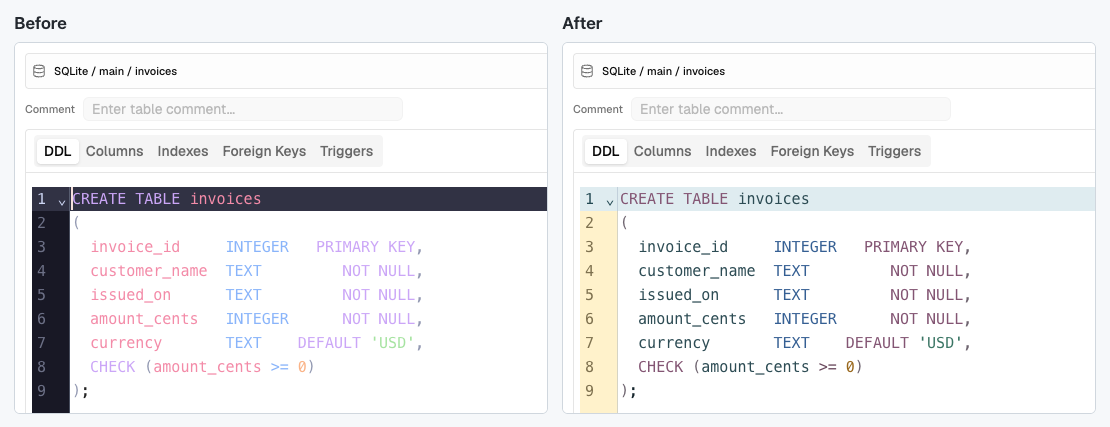 Before
SQLite / main / invoices
Comment Enter table comment...
DDL Columns Indexes Foreign Keys Triggers
1 CREATE TABLE invoices
2 (
3 invoice_id INTEGER PRIMARY KEY,
4 customer_name TEXT NOT NULL,
5 issued_on TEXT NOT NULL,
6 amount_cents INTEGER NOT NULL,
7 currency TEXT DEFAULT 'USD',
8 CHECK (amount_cents >= 0)
9 );
After
SQLite / main / invoices
Comment Enter table comment...
DDL Columns Indexes Foreign Keys Triggers
1 CREATE TABLE invoices
2 (
3 invoice_id INTEGER PRIMARY KEY,
4 customer_name TEXT NOT NULL,
5 issued_on TEXT NOT NULL,
6 amount_cents INTEGER NOT NULL,
7 currency TEXT DEFAULT 'USD',
8 CHECK (amount_cents >= 0)
9 );